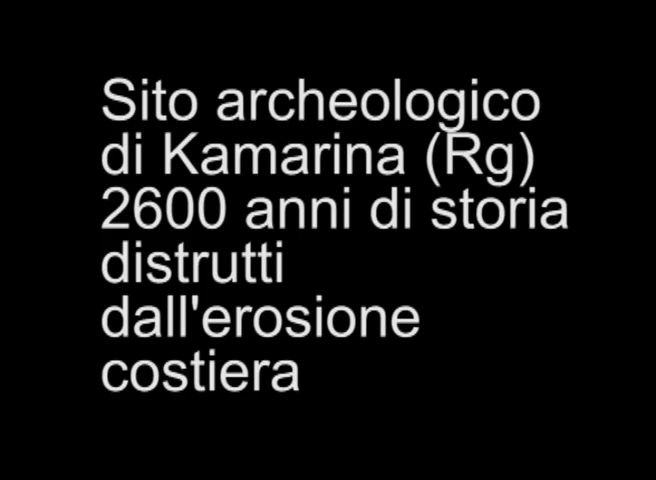 Sito archeologico
di Kamarina (Rg)
2600 anni di storia
distrutti
dall'erosione
costiera